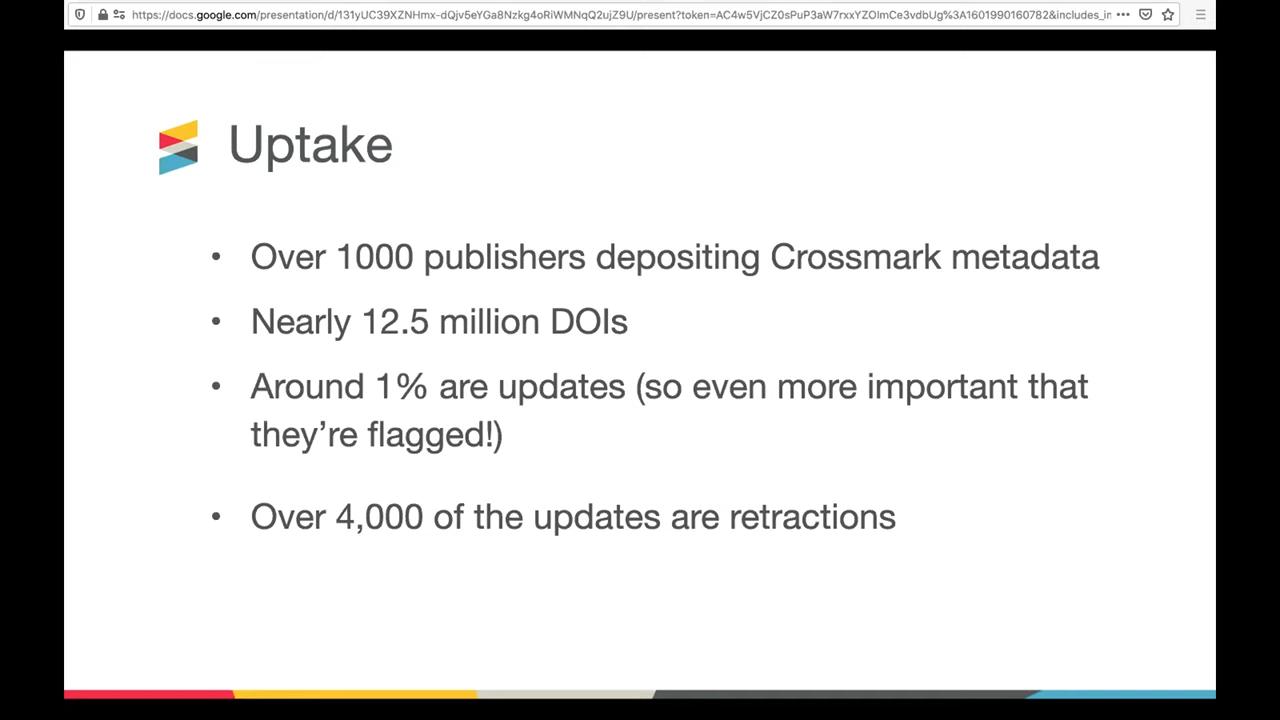 https://docs.google.com/presentation/d/131yUC39XZNHmx-dQjv5eYGa8Nzkg4oRiWMNqQ2ujZ9U/present?token=AC4w5VjCZ0sPuP3aW7rxxYZOlmCe3vdbUg%3A1601990160782&includes_in
Uptake
• Over 1000 publishers depositing Crossmark metadata
• Nearly 12.5 million DOIs
• Around 1% are updates (so even more important that
they’re flagged!)
• Over 4,000 of the updates are retractions